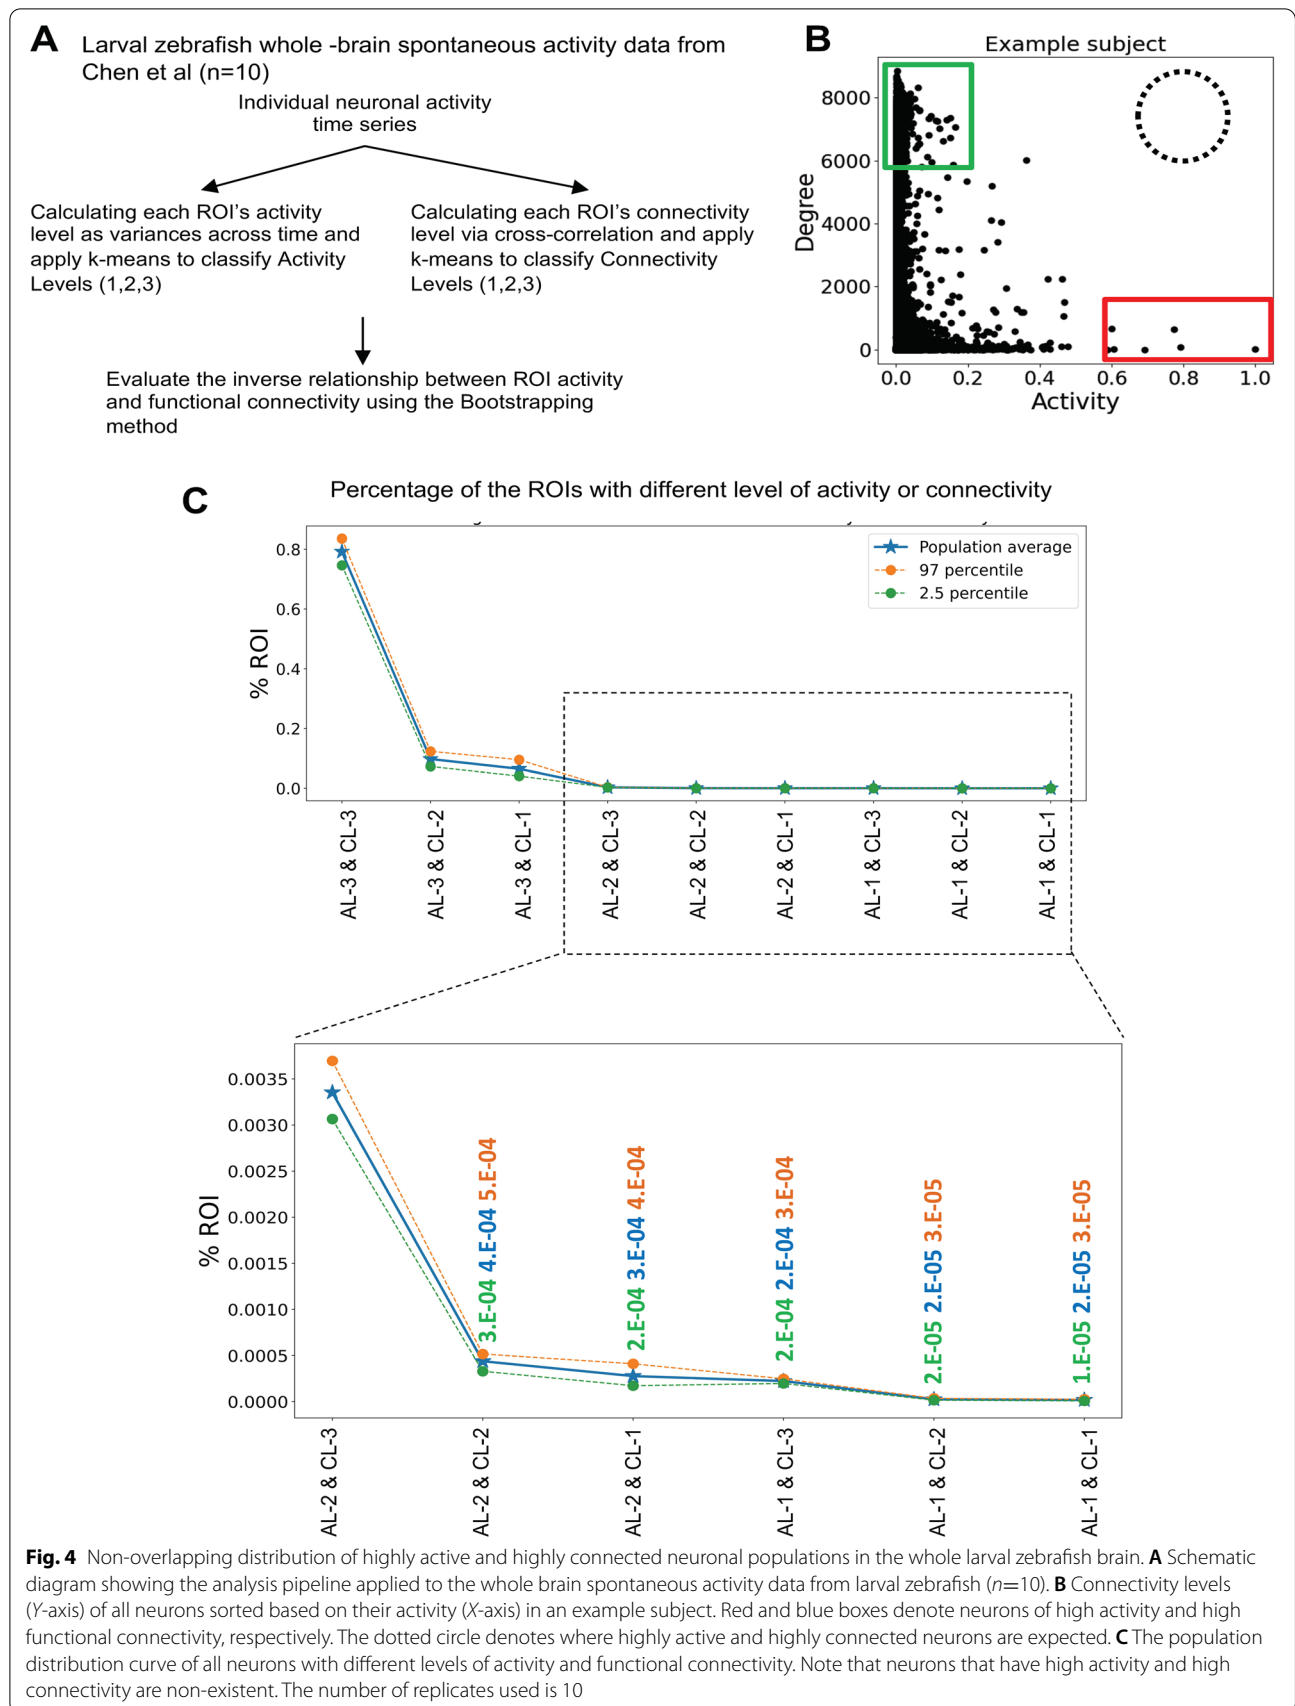 A
Larval zebrafish whole -brain spontaneous activity data from
Chen et al (n=10)
Individual neuronal activity
time series
Calculating each ROI's activity
level as variances across time and
apply k-means to classify Activity
Levels (1,2,3)
Calculating each ROI's connectivity
level via cross-correlation and apply
k-means to classify Connectivity
Levels (1,2,3)
Evaluate the inverse relationship between ROI activity
and functional connectivity using the Bootstrapping
method
B
Example subject
Degree
8000
6000
4000
2000
0
0.0 0.2 0.4 0.6 0.8 1.0
Activity
C
Percentage of the ROIs with different level of activity or connectivity
% ROI
0.8
0.6
0.4
0.2
0.0
Population average
97 percentile
2.5 percentile
AL-3 & CL-3
AL-3 & CL-2
AL-3 & CL-1
AL-2 & CL-3
AL-2 & CL-2
AL-2 & CL-1
AL-1 & CL-3
AL-1 & CL-2
AL-1 & CL-1
% ROI
0.0035
0.0030
0.0025
0.0020
0.0015
0.0010
0.0005
0.0000
3.E-04 4.E-04 5.E-04
2.E-04 3.E-04 4.E-04
2.E-04 2.E-04 3.E-04
2.E-05 2.E-05 3.E-05
1.E-05 2.E-05 3.E-05
AL-2 & CL-3
AL-2 & CL-2
AL-2 & CL-1
AL-1 & CL-3
AL-1 & CL-2
AL-1 & CL-1
Fig. 4 Non-overlapping distribution of highly active and highly connected neuronal populations in the whole larval zebrafish brain. A Schematic
diagram showing the analysis pipeline applied to the whole brain spontaneous activity data from larval zebrafish (n=10). B Connectivity levels
(Y-axis) of all neurons sorted based on their activity (X-axis) in an example subject. Red and blue boxes denote neurons of high activity and high
functional connectivity, respectively. The dotted circle denotes where highly active and highly connected neurons are expected. C The population
distribution curve of all neurons with different levels of activity and functional connectivity. Note that neurons that have high activity and high
connectivity are non-existent. The number of replicates used is 10